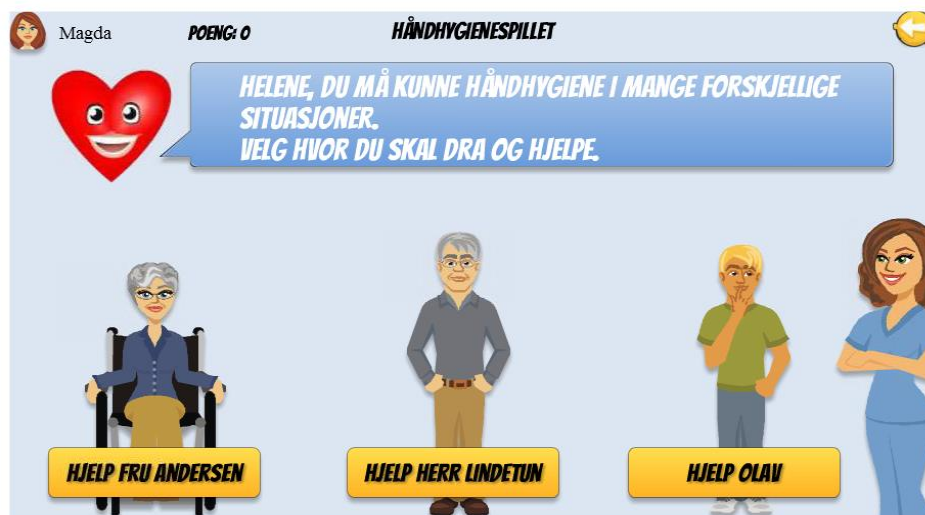 Magda
POENG: 0
HÅNDHYGIENESPILLET
HELENE, DU MÅ KUNNE HÅNDHYGIENE I MANGE FORSKJELLIGE
SITUASJONER.
VELG HVOR DU SKAL DRA OG HJELPE.
HJELP FRU ANDERSEN
HJELP HERR LINDETUN
HJELP OLAV